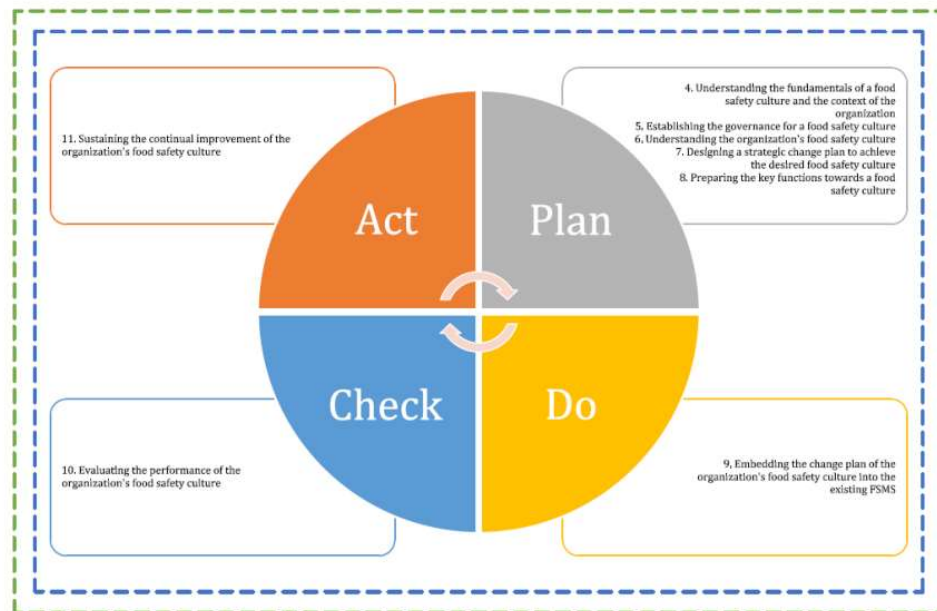 11. Sustaining the continual improvement of the
organization's food safety culture
4. Understanding the fundamentals of a food
safety culture and the context of the
organization
5. Establishing the governance for a food safety culture
6. Understanding the organization's food safety culture
7. Designing a strategic change plan to achieve
the desired food safety culture
8. Preparing the key functions towards a food
safety culture
Act
Plan
Check
Do
10. Evaluating the performance of the
organization's food safety culture
9, Embedding the change plan of the
organization's food safety culture into the
existing FSMS